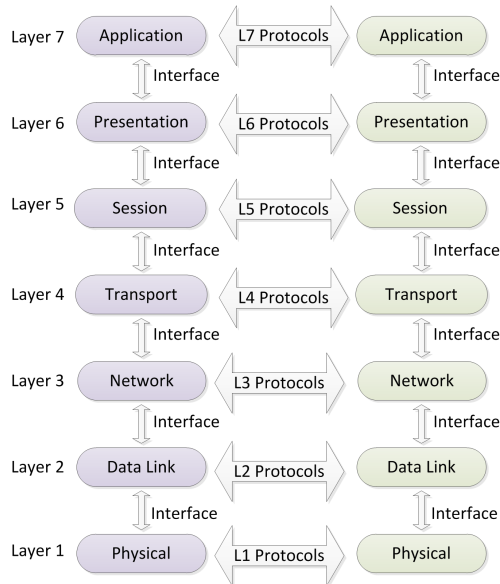 Layer 7 Application L7 Protocols Application
Interface Interface
Layer 6 Presentation L6 Protocols Presentation
Interface Interface
Layer 5 Session L5 Protocols Session
Interface Interface
Layer 4 Transport L4 Protocols Transport
Interface Interface
Layer 3 Network L3 Protocols Network
Interface Interface
Layer 2 Data Link L2 Protocols Data Link
Interface Interface
Layer 1 Physical L1 Protocols Physical